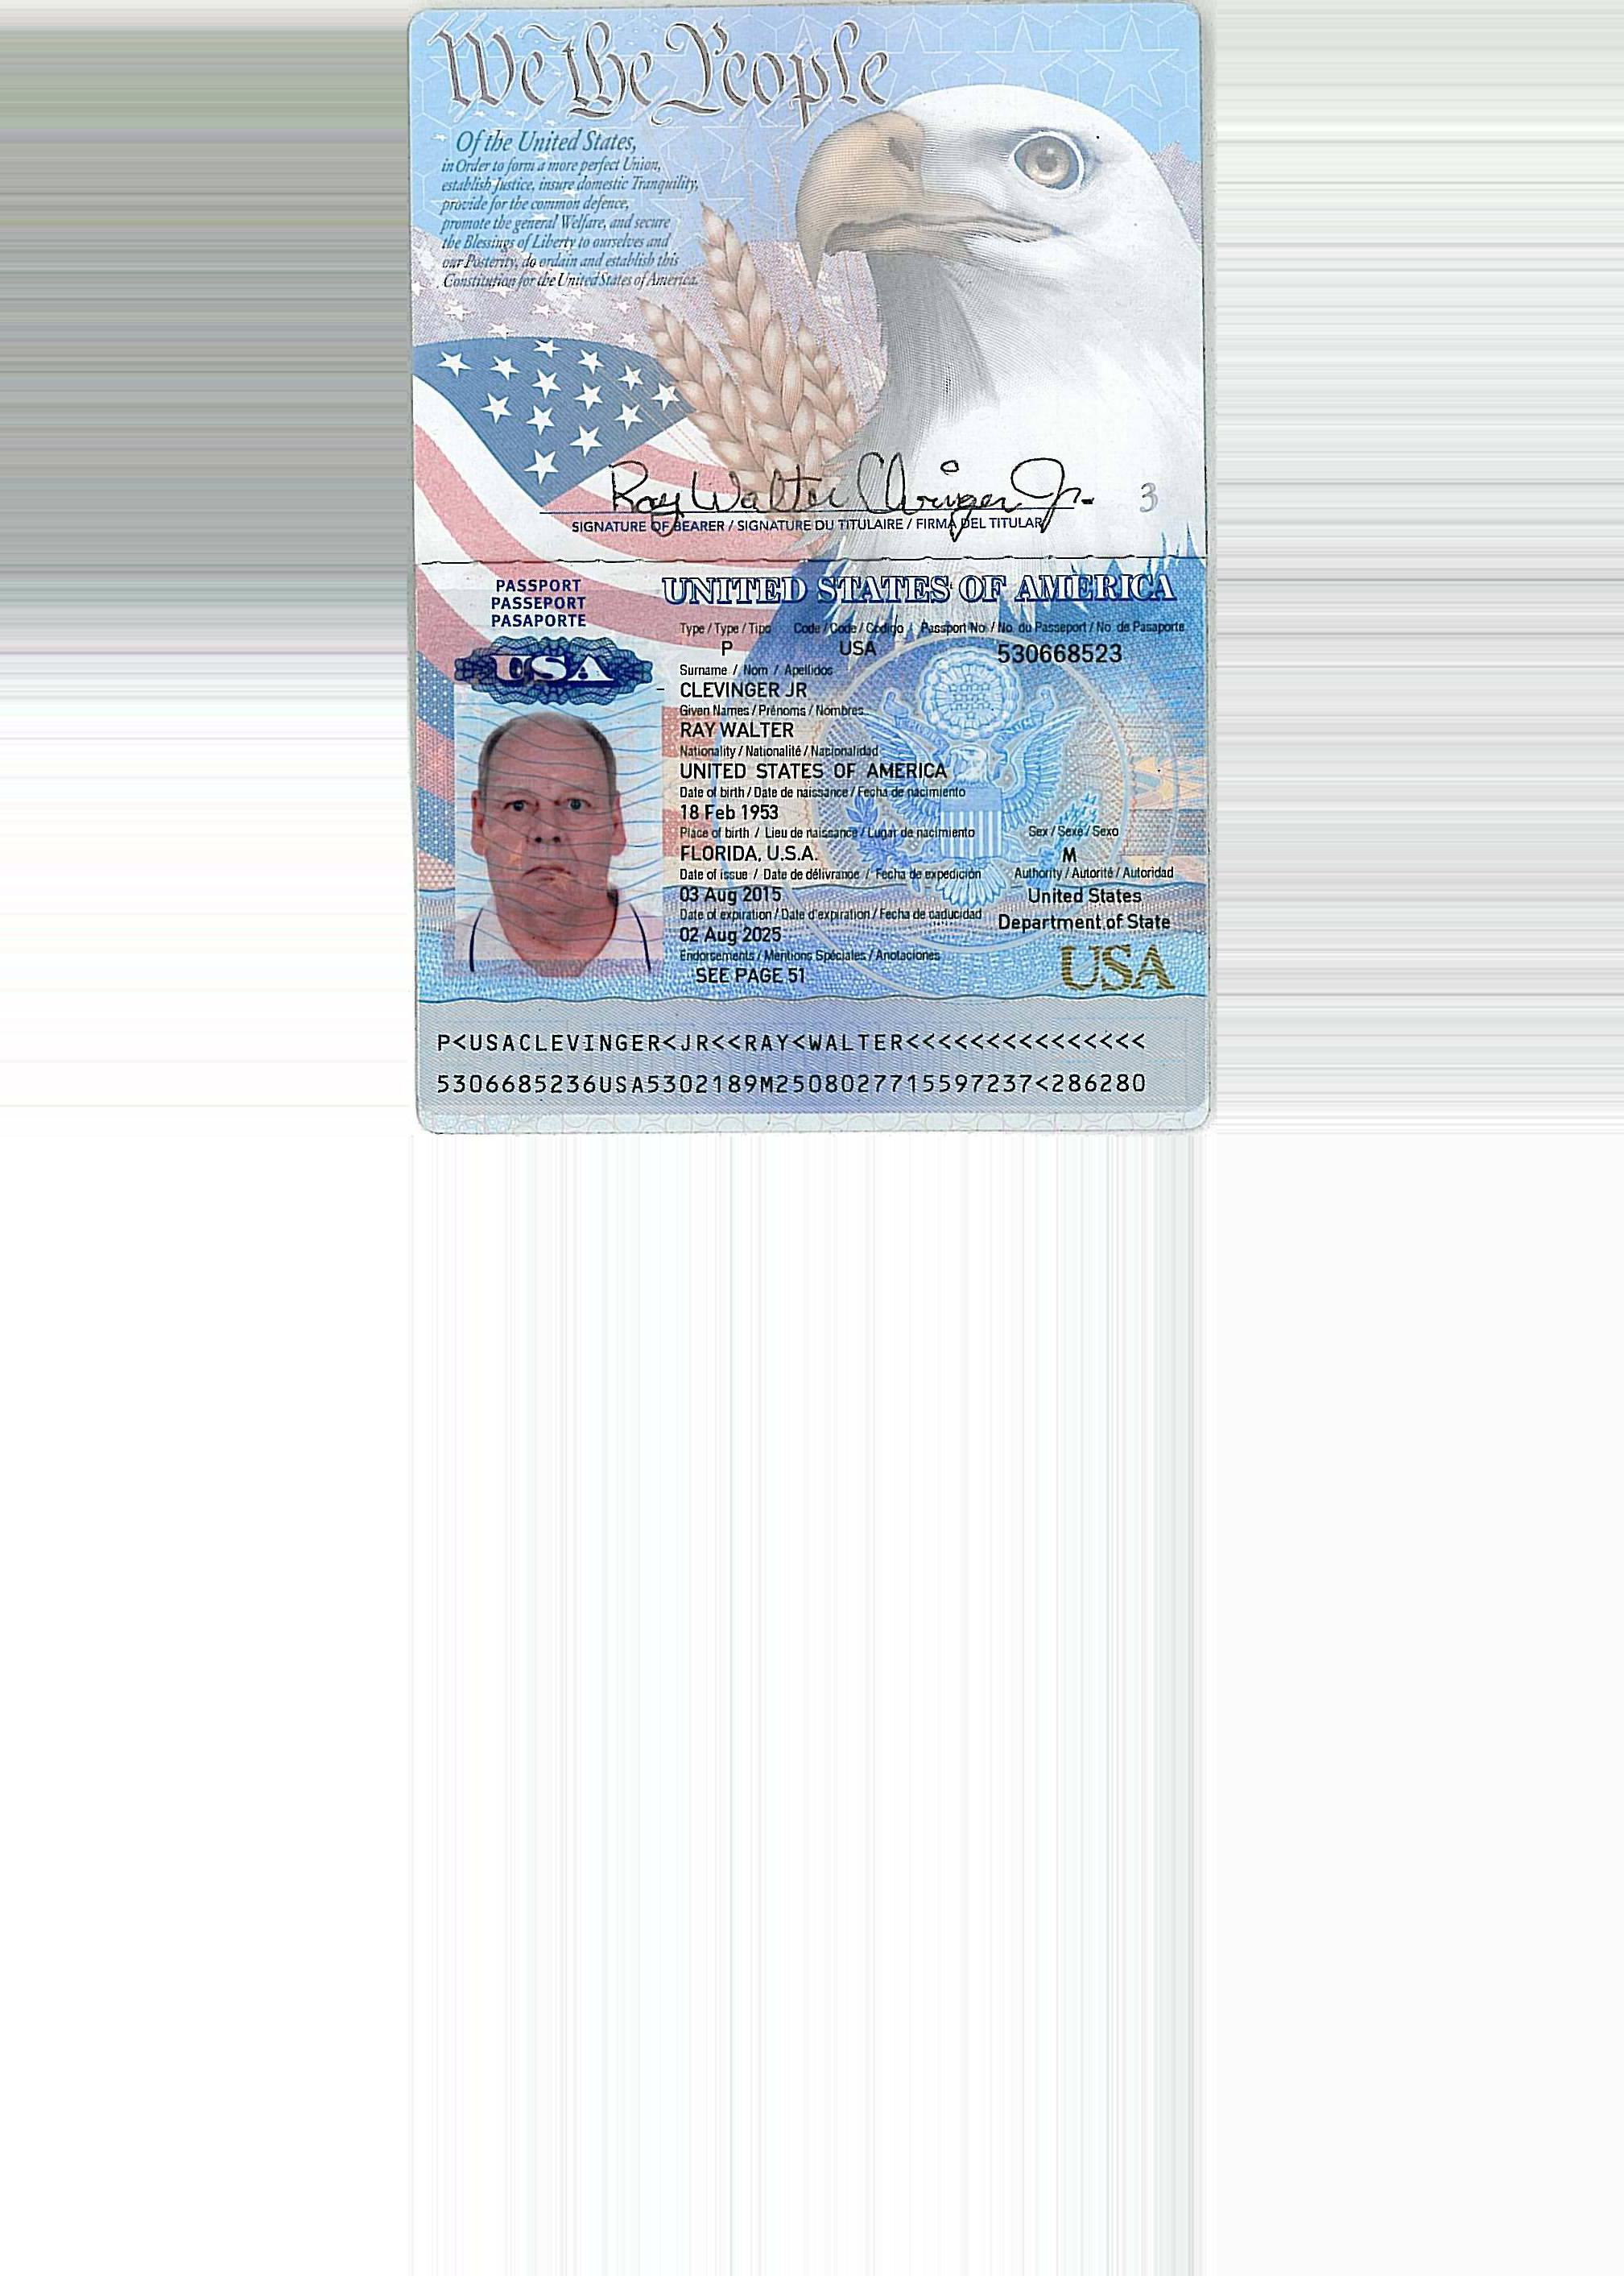 We the People
Of the United States,
in Order to form a more perfect Union,
establish Justice, insure domestic Tranquility,
provide for the common defence,
promote the general Welfare, and secure
the Blessings of Liberty to ourselves and
our Posterity, do ordain and establish this
Constitution for the United States of America.
Ray Walter Clevinger Jr.
3
SIGNATURE OF BEARER / SIGNATURE DU TITULAIRE / FIRMA DEL TITULAR
PASSPORT
PASSEPORT
PASAPORTE
USA
UNITED STATES OF AMERICA
Type / Type / Tipo Code / Code / Codigo Passport No. / No. du Passeport / No. de Pasaporte
P USA 530668523
Surname / Nom / Apellidos
CLEVINGER JR
Given Names / Prénoms / Nombres
RAY WALTER
Nationality / Nationalité / Nacionalidad
UNITED STATES OF AMERICA
Date of birth / Date de naissance / Fecha de nacimiento
18 Feb 1953
Place of birth / Lieu de naissance / Lugar de nacimiento Sex / Sexe / Sexo
FLORIDA, U.S.A. M
Date of issue / Date de délivrance / Fecha de expedición Authority / Autorité / Autoridad
03 Aug 2015 United States
Date of expiration / Date d'expiration / Fecha de caducidad Department of State
02 Aug 2025
Endorsements / Mentions Spéciales / Anotaciones
SEE PAGE 51
USA
P<USACLEVINGER<JR<<RAY<WALTER<<<<<<<<<<<<<<<
5306685236USA5302189M2508027715597237<286280